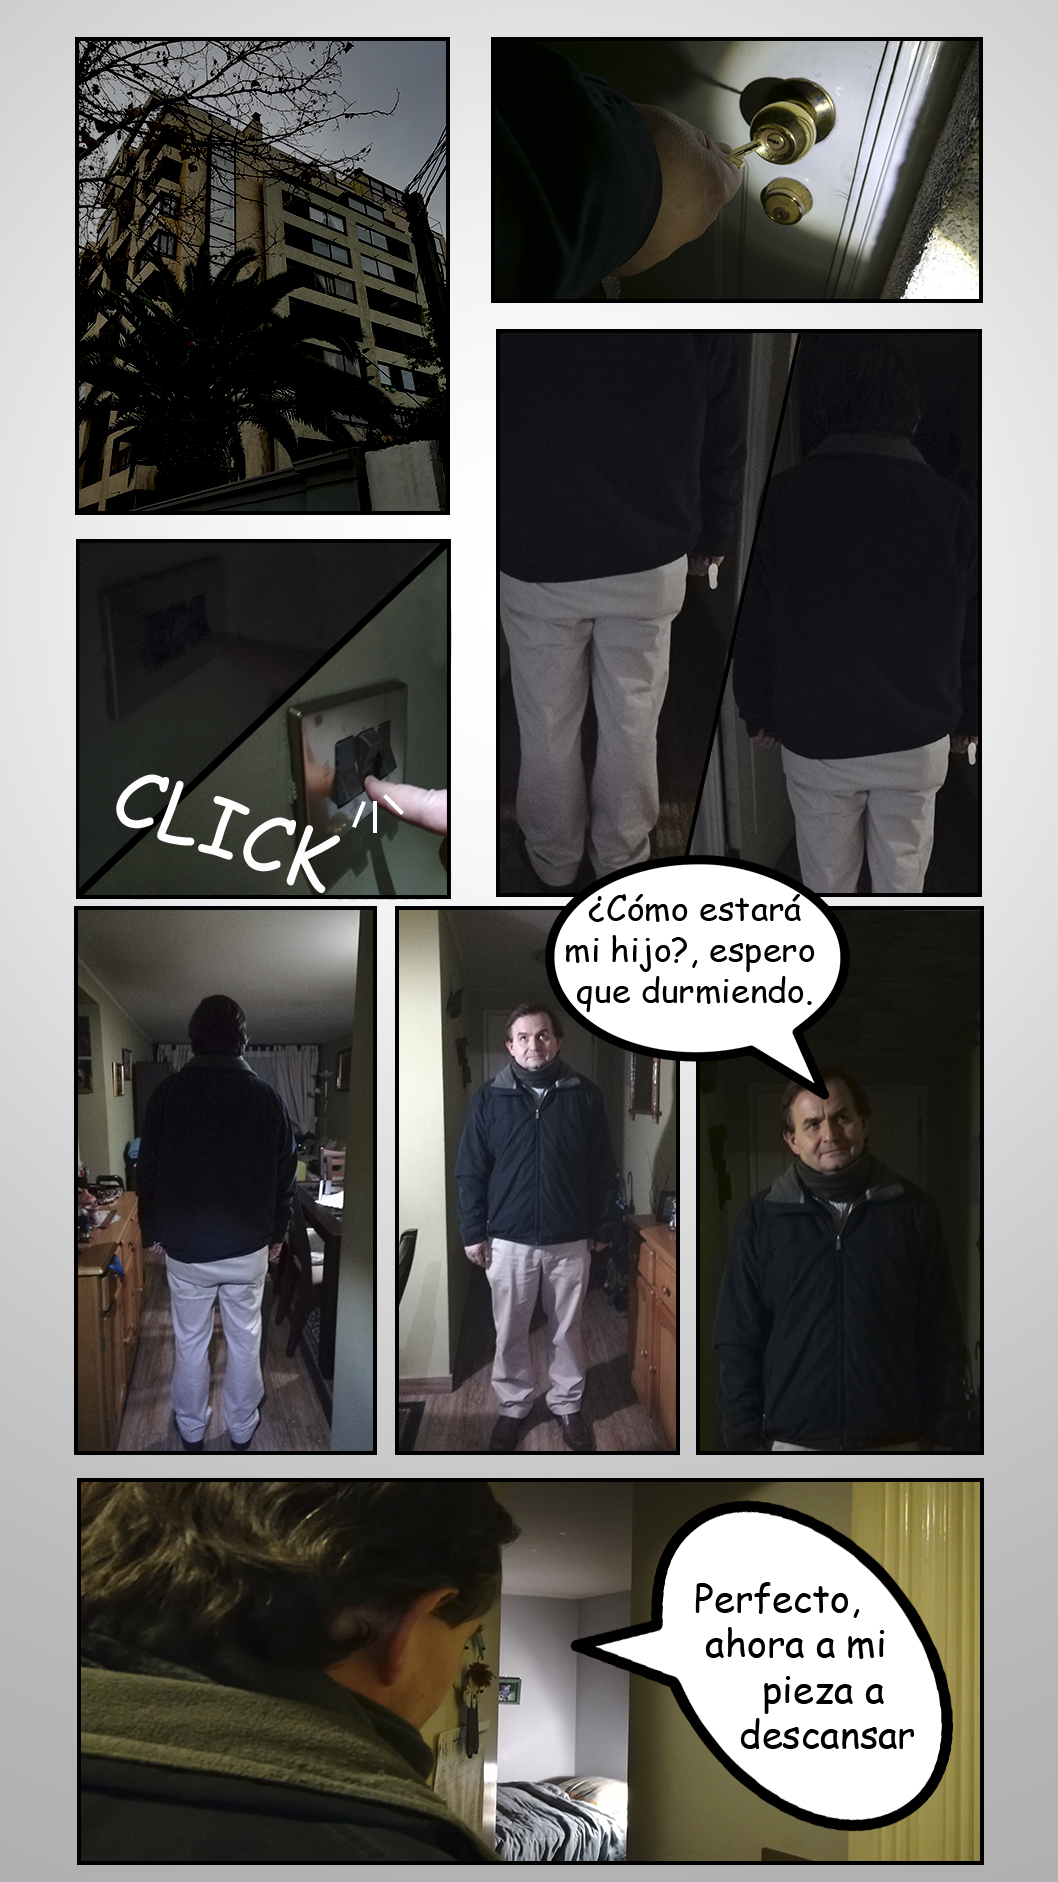 CLICK
¿Cómo estará
mi hijo?, espero
que durmiendo.
Perfecto,
ahora a mi
pieza a
descansar